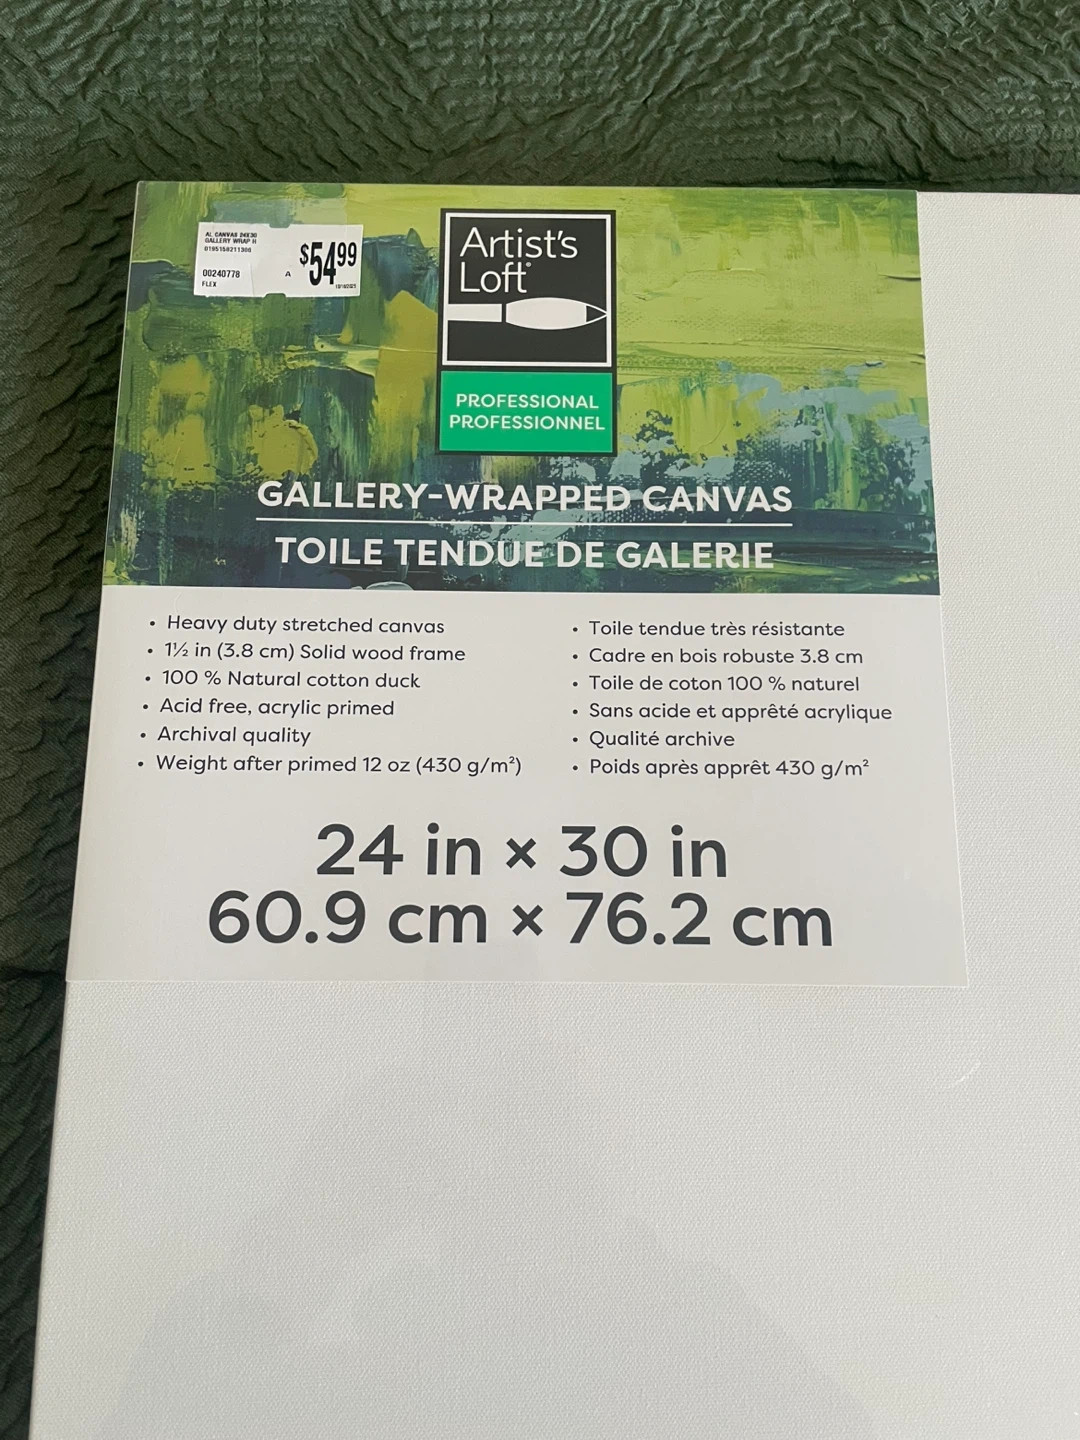 AL CANVAS 24X30
GALLERY WRAP H
0195158211308
$54.99
00240778 A
FLEX
Artist's
Loft
PROFESSIONAL
PROFESSIONNEL
GALLERY-WRAPPED CANVAS
TOILE TENDUE DE GALERIE
• Heavy duty stretched canvas
• 1½ in (3.8 cm) Solid wood frame
• 100 % Natural cotton duck
• Acid free, acrylic primed
• Archival quality
• Weight after primed 12 oz (430 g/m²)
• Toile tendue très résistante
• Cadre en bois robuste 3.8 cm
• Toile de coton 100 % naturel
• Sans acide et apprêté acrylique
• Qualité archive
• Poids après apprêt 430 g/m²
24 in × 30 in
60.9 cm × 76.2 cm